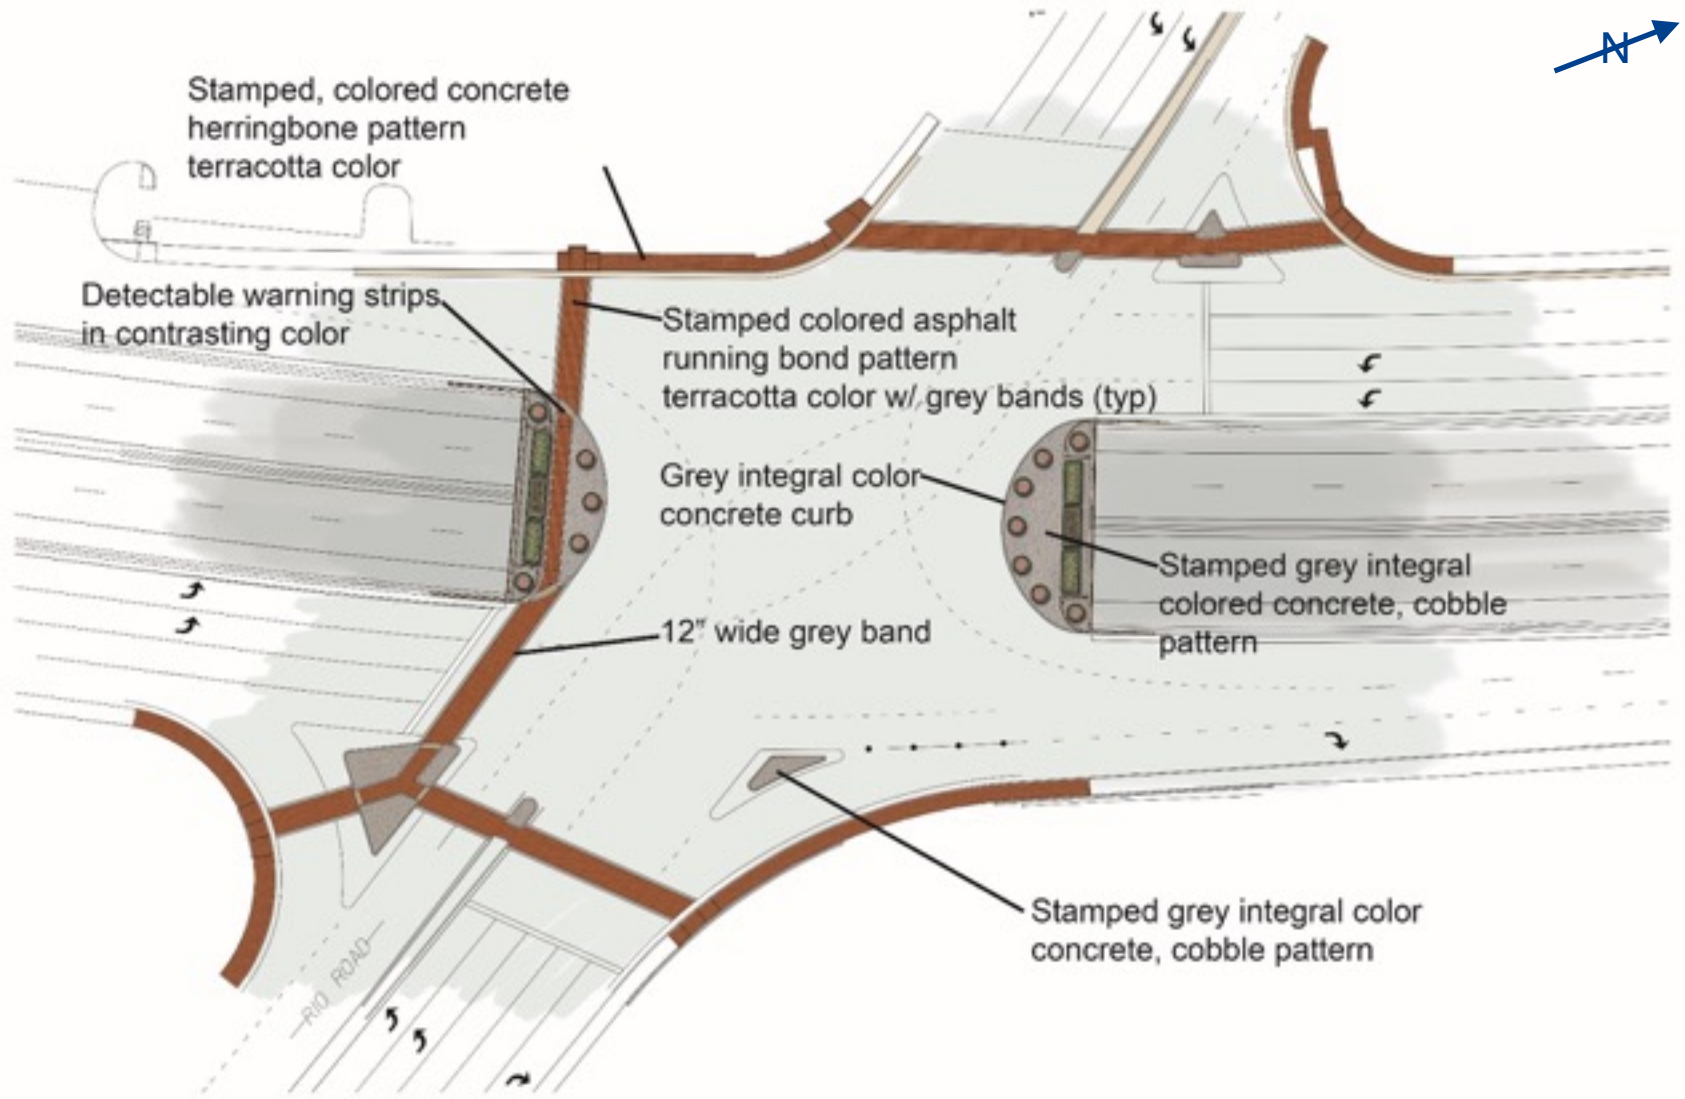 N
Stamped, colored concrete
herringbone pattern
terracotta color
Detectable warning strips
in contrasting color
Stamped colored asphalt
running bond pattern
terracotta color w/ grey bands (typ)
Grey integral color
concrete curb
Stamped grey integral
colored concrete, cobble
pattern
12" wide grey band
Stamped grey integral color
concrete, cobble pattern
RIO ROAD